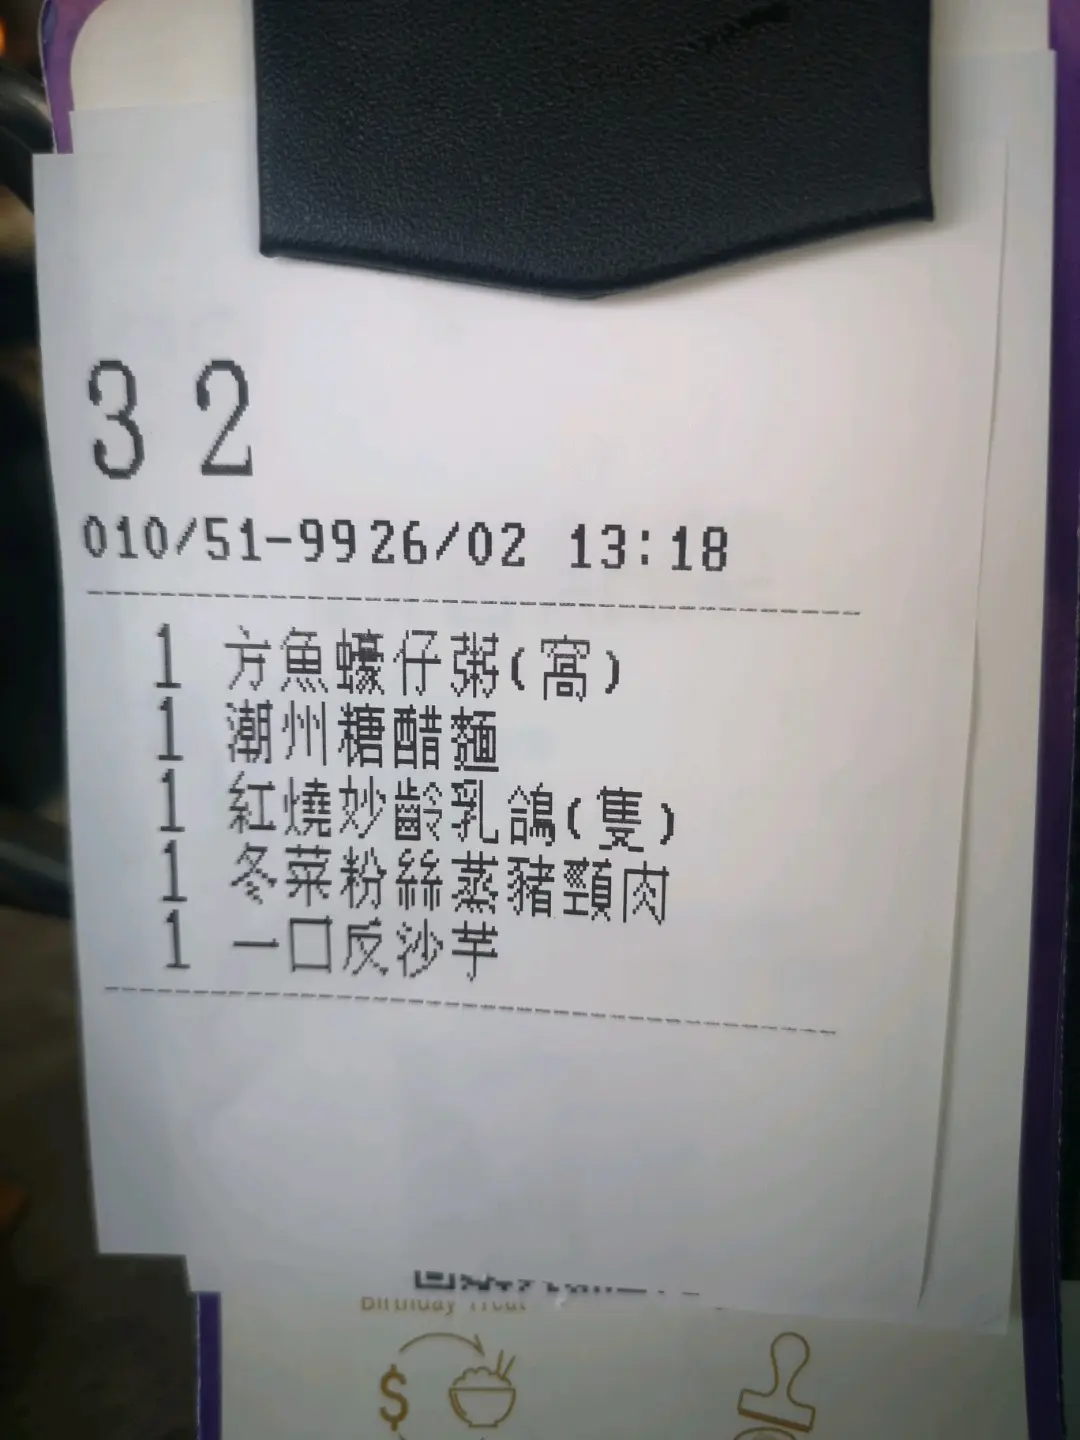 32
010/51-9926/02 13:18
1 方魚蠔仔粥(窩)
1 潮州糖醋麵
1 紅燒妙齡乳鴿(隻)
1 冬菜粉絲蒸豬頸肉
1 一口反沙芋
Birthday Treat
$